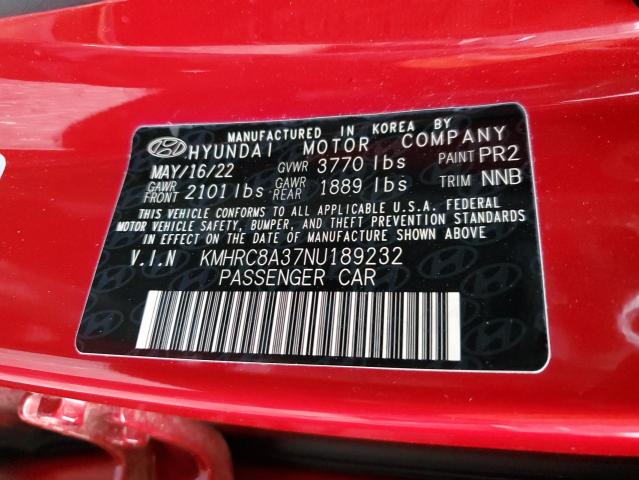 MANUFACTURED IN KOREA BY
HYUNDAI MOTOR COMPANY
MAY/16/22 GVWR 3770 lbs PAINT PR2
GAWR FRONT 2101 lbs GAWR REAR 1889 lbs TRIM NNB
THIS VEHICLE CONFORMS TO ALL APPLICABLE U.S.A. FEDERAL
MOTOR VEHICLE SAFETY, BUMPER, AND THEFT PREVENTION STANDARDS
IN EFFECT ON THE DATE OF MANUFACTURE SHOWN ABOVE.
V.I.N KMHRC8A37NU189232
PASSENGER CAR